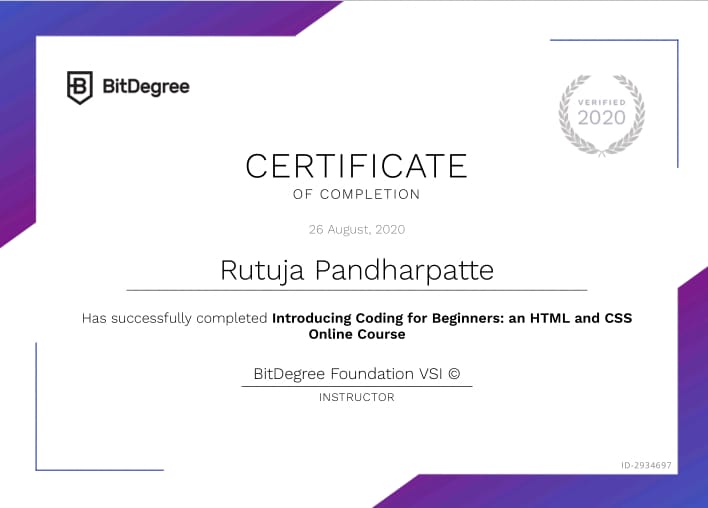 BitDegree
VERIFIED
2020
CERTIFICATE
OF COMPLETION
26 August, 2020
Rutuja Pandharpatte
Has successfully completed Introducing Coding for Beginners: an HTML and CSS
Online Course
BitDegree Foundation VSI ©
INSTRUCTOR
ID-2934697